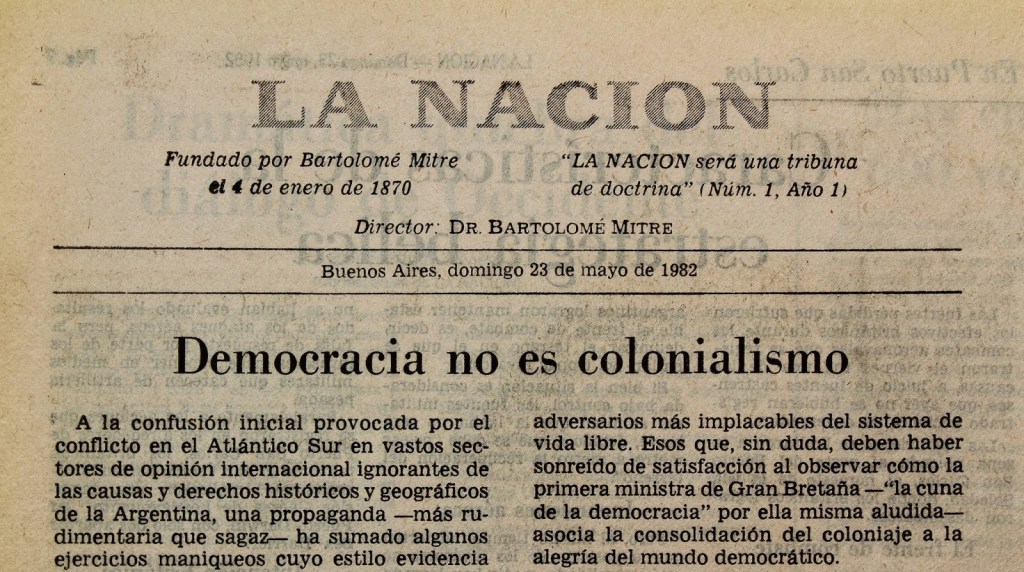 LA NACION
Fundado por Bartolomé Mitre
el 4 de enero de 1870
"LA NACION será una tribuna
de doctrina" (Núm. 1, Año 1)
Director: DR. BARTOLOMÉ MITRE
Buenos Aires, domingo 23 de mayo de 1982
Democracia no es colonialismo
A la confusión inicial provocada por el
conflicto en el Atlántico Sur en vastos sec-
tores de opinión internacional ignorantes de
las causas y derechos históricos y geográficos
de la Argentina, una propaganda —más ru-
dimentaria que sagaz— ha sumado algunos
ejercicios maniqueos cuyo estilo evidencia
adversarios más implacables del sistema de
vida libre. Esos que, sin duda, deben haber
sonreído de satisfacción al observar cómo la
primera ministra de Gran Bretaña —"la cuna
de la democracia" por ella misma aludida—
asocia la consolidación del coloniaje a la
alegría del mundo democrático.